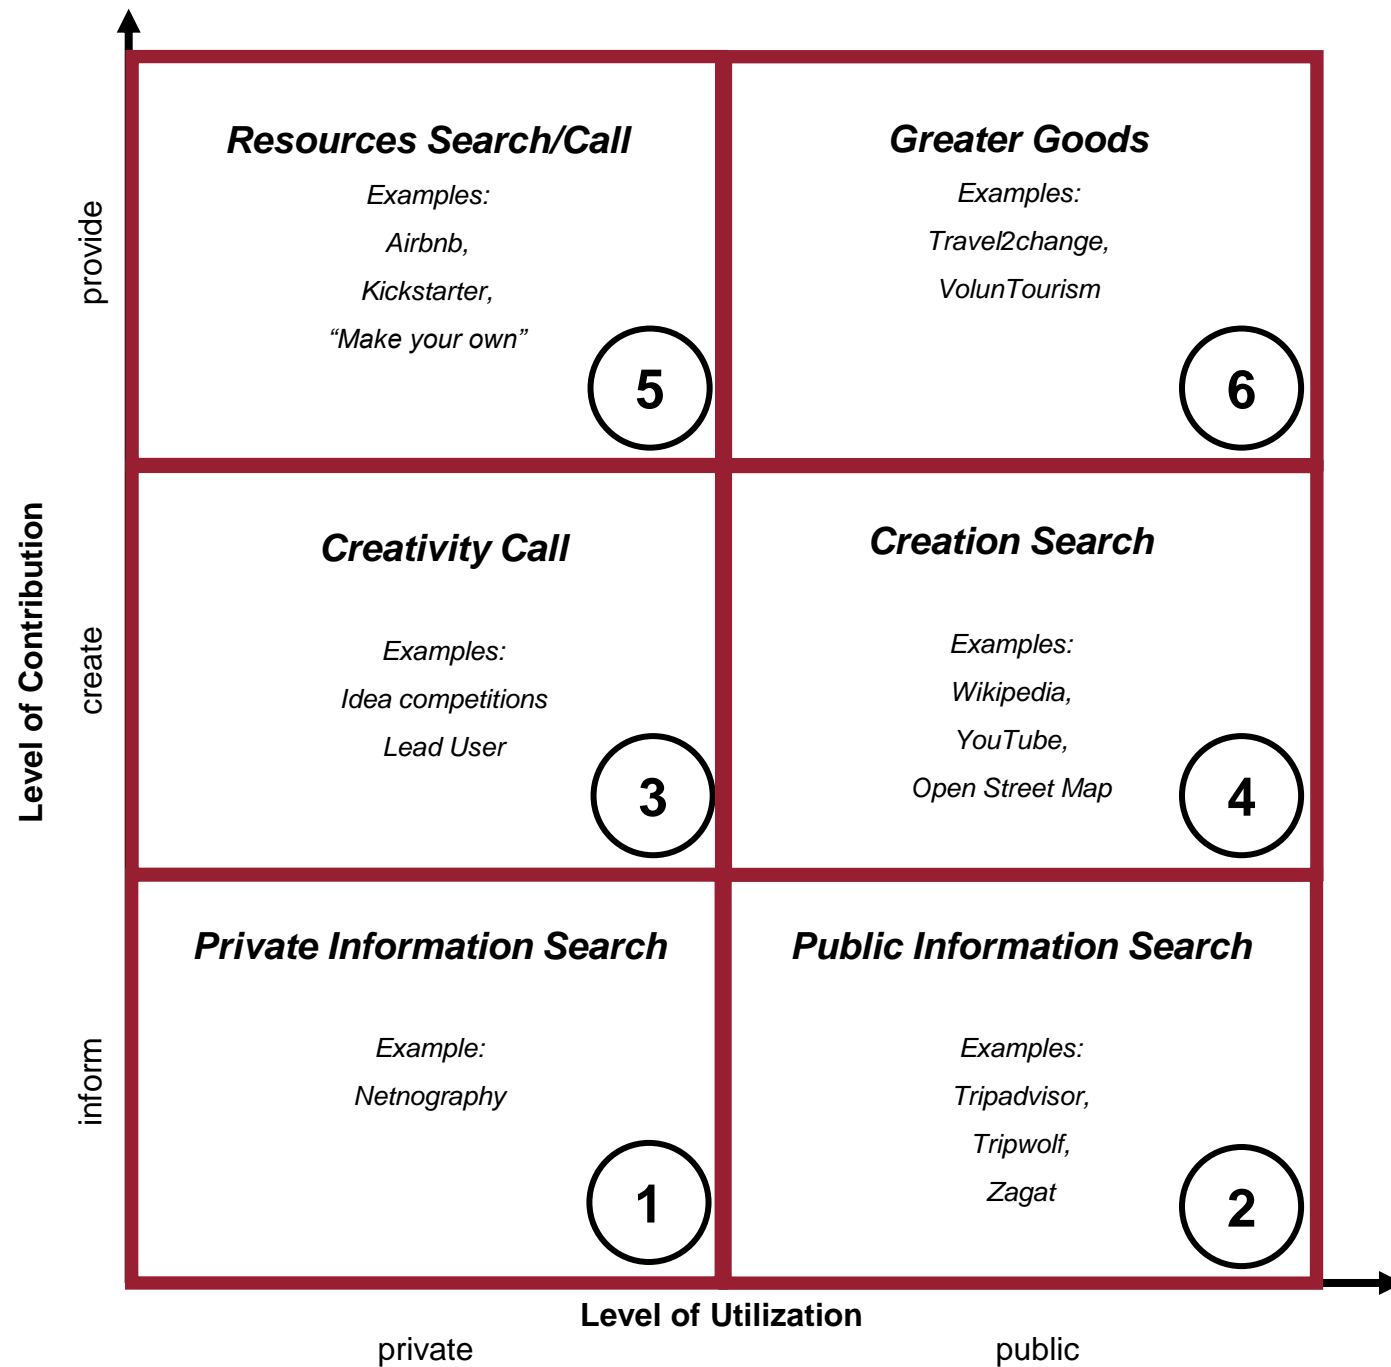 Level of Contribution
provide
Resources Search/Call
Examples:
Airbnb,
Kickstarter,
“Make your own”
5
Greater Goods
Examples:
Travel2change,
VolunTourism
6
create
Creativity Call
Examples:
Idea competitions
Lead User
3
Creation Search
Examples:
Wikipedia,
YouTube,
Open Street Map
4
inform
Private Information Search
Example:
Netnography
1
Public Information Search
Examples:
Tripadvisor,
Tripwolf,
Zagat
2
Level of Utilization
private
public